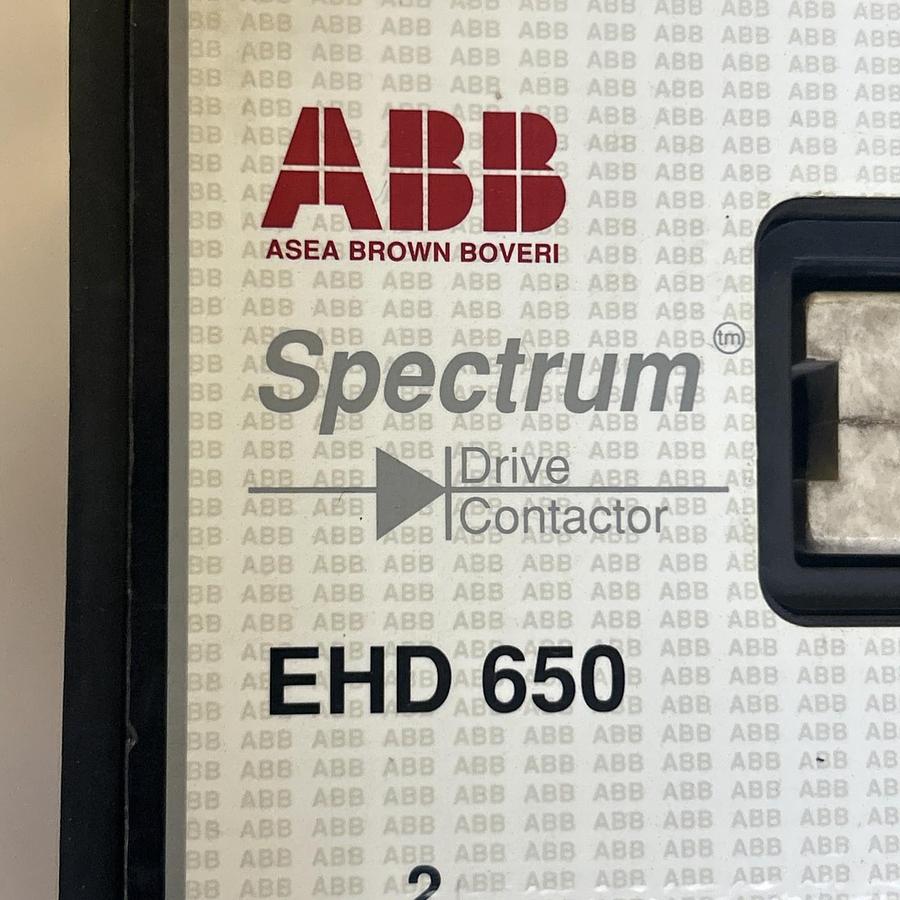 ABB
ASEA BROWN BOVERI
Spectrum tm
Drive
Contactor
EHD 650
2